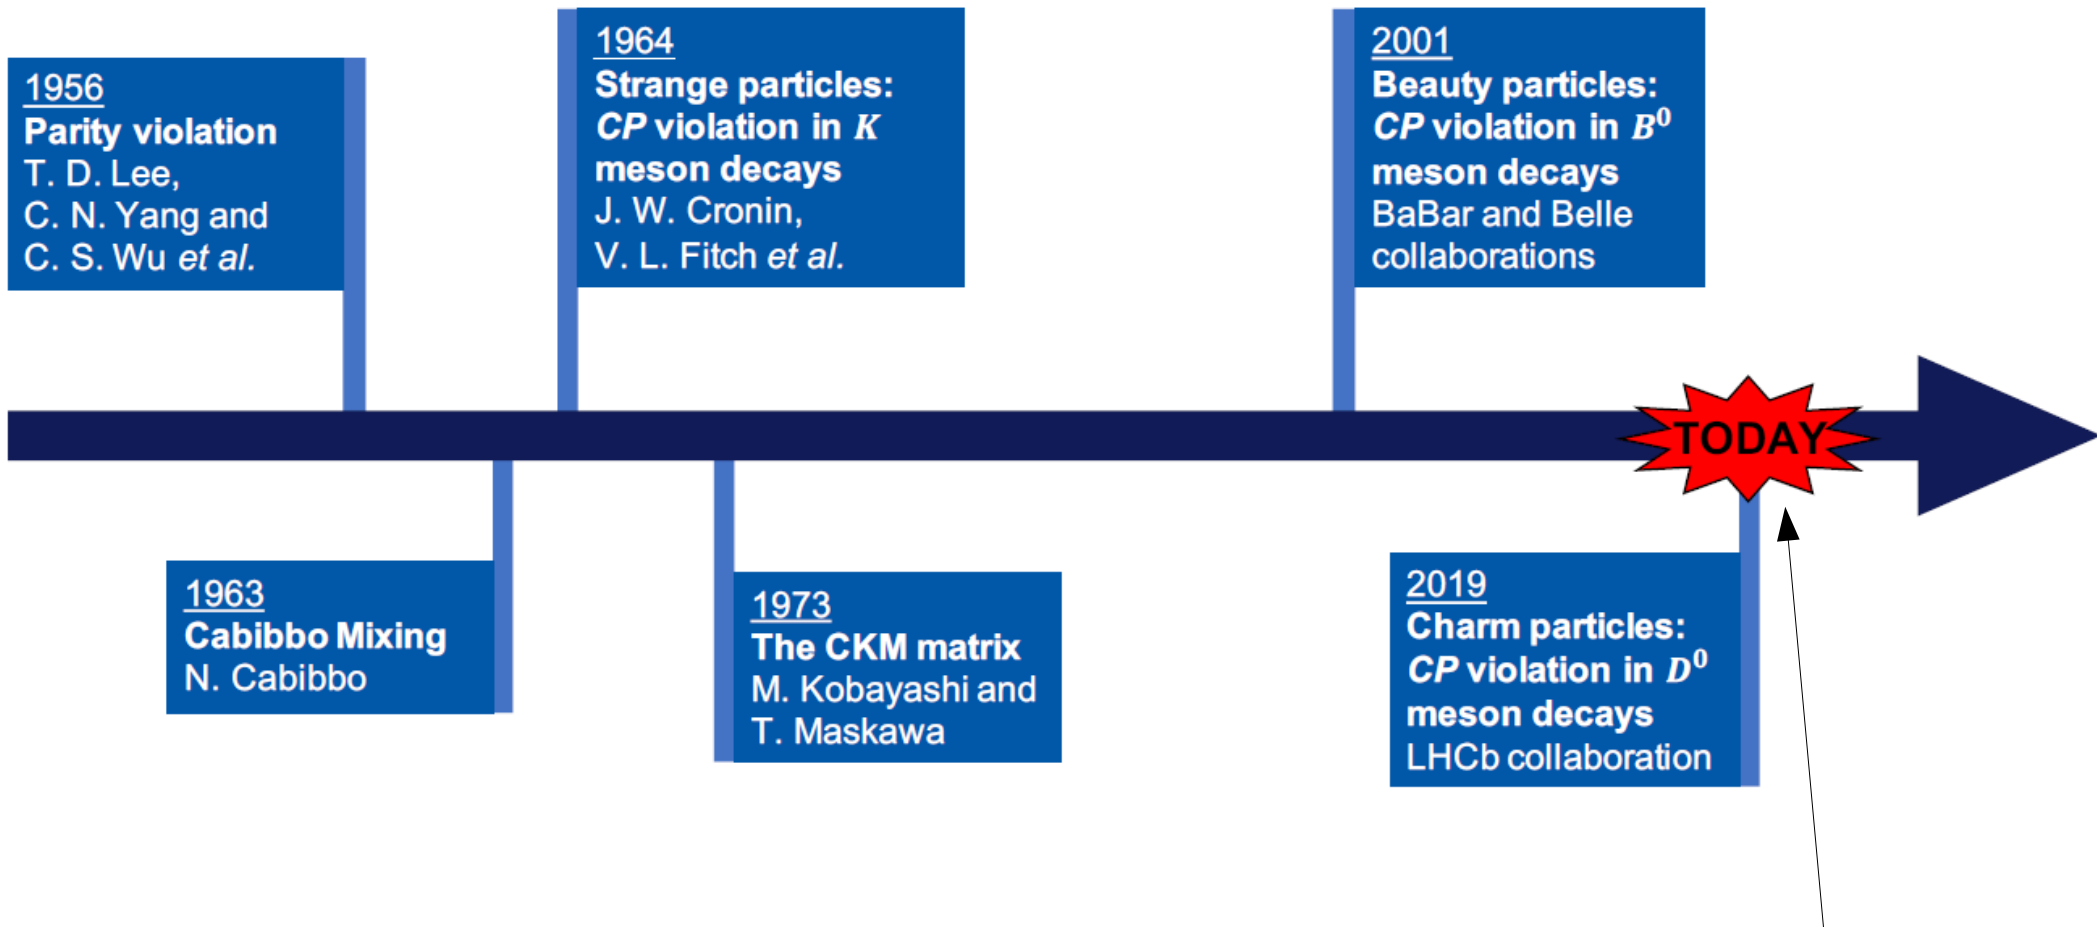 1956
Parity violation
T. D. Lee,
C. N. Yang and
C. S. Wu et al.
1964
Strange particles:
CP violation in K
meson decays
J. W. Cronin,
V. L. Fitch et al.
2001
Beauty particles:
CP violation in B⁰
meson decays
BaBar and Belle
collaborations
TODAY
1963
Cabibbo Mixing
N. Cabibbo
1973
The CKM matrix
M. Kobayashi and
T. Maskawa
2019
Charm particles:
CP violation in D⁰
meson decays
LHCb collaboration